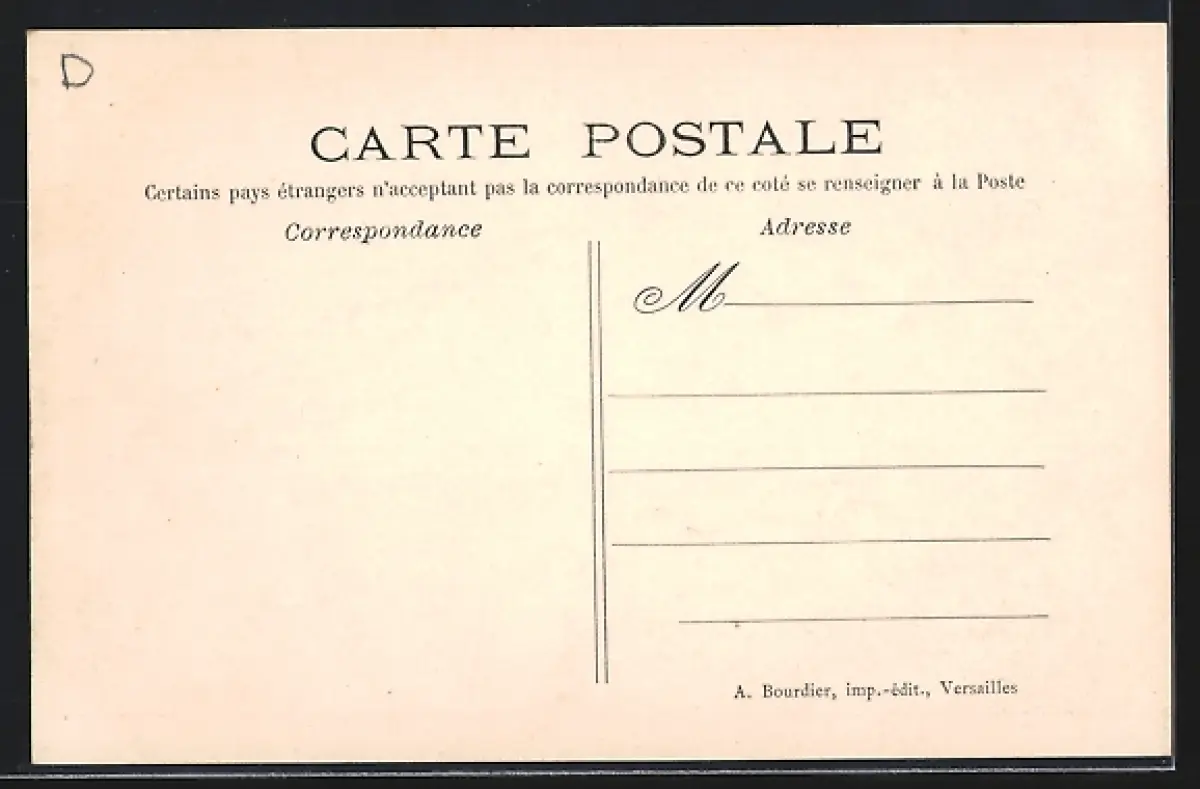 D
CARTE POSTALE
Certains pays étrangers n'acceptant pas la correspondance de ce coté se renseigner à la Poste
Correspondance
Adresse
M
A. Bourdier, imp.-édit., Versailles